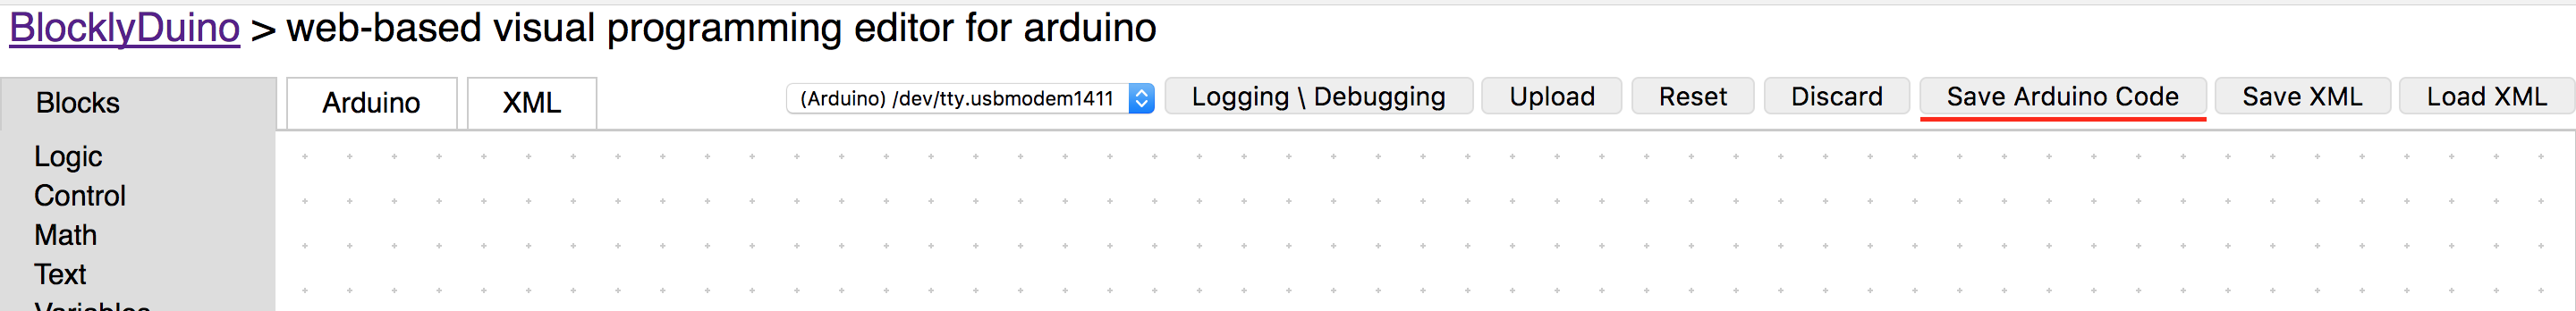 BlocklyDuino > web-based visual programming editor for arduino
Blocks Arduino XML (Arduino) /dev/tty.usbmodem1411 Logging \ Debugging Upload Reset Discard Save Arduino Code Save XML Load XML
Logic
Control
Math
Text
Variables